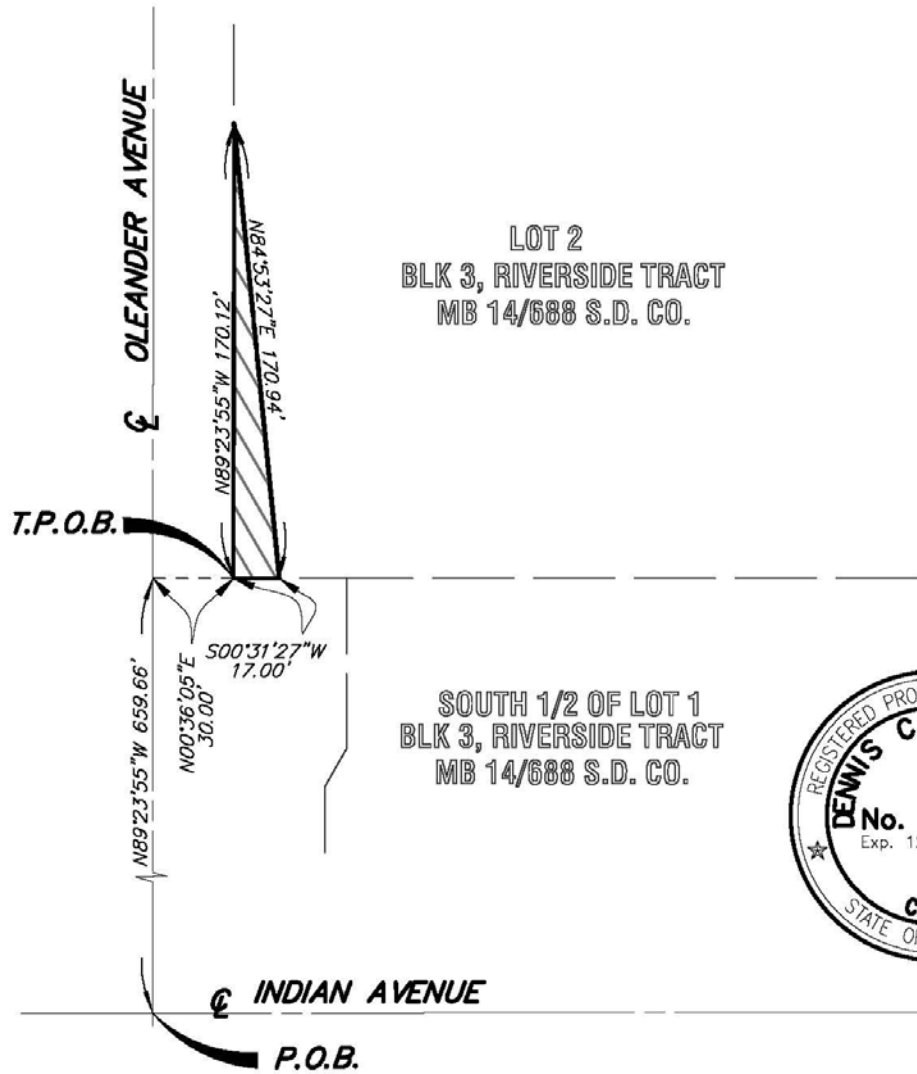 ℄ OLEANDER AVENUE
N84°53'27"E 170.94'
N89°23'55"W 170.12'
LOT 2
BLK 3, RIVERSIDE TRACT
MB 14/688 S.D. CO.
T.P.O.B.
S00°31'27"W
17.00'
N00°36'05"E
30.00'
N89°23'55"W 659.66'
SOUTH 1/2 OF LOT 1
BLK 3, RIVERSIDE TRACT
MB 14/688 S.D. CO.
REGISTERED
DENNIS C
No.
Exp.
STATE
℄ INDIAN AVENUE
P.O.B.